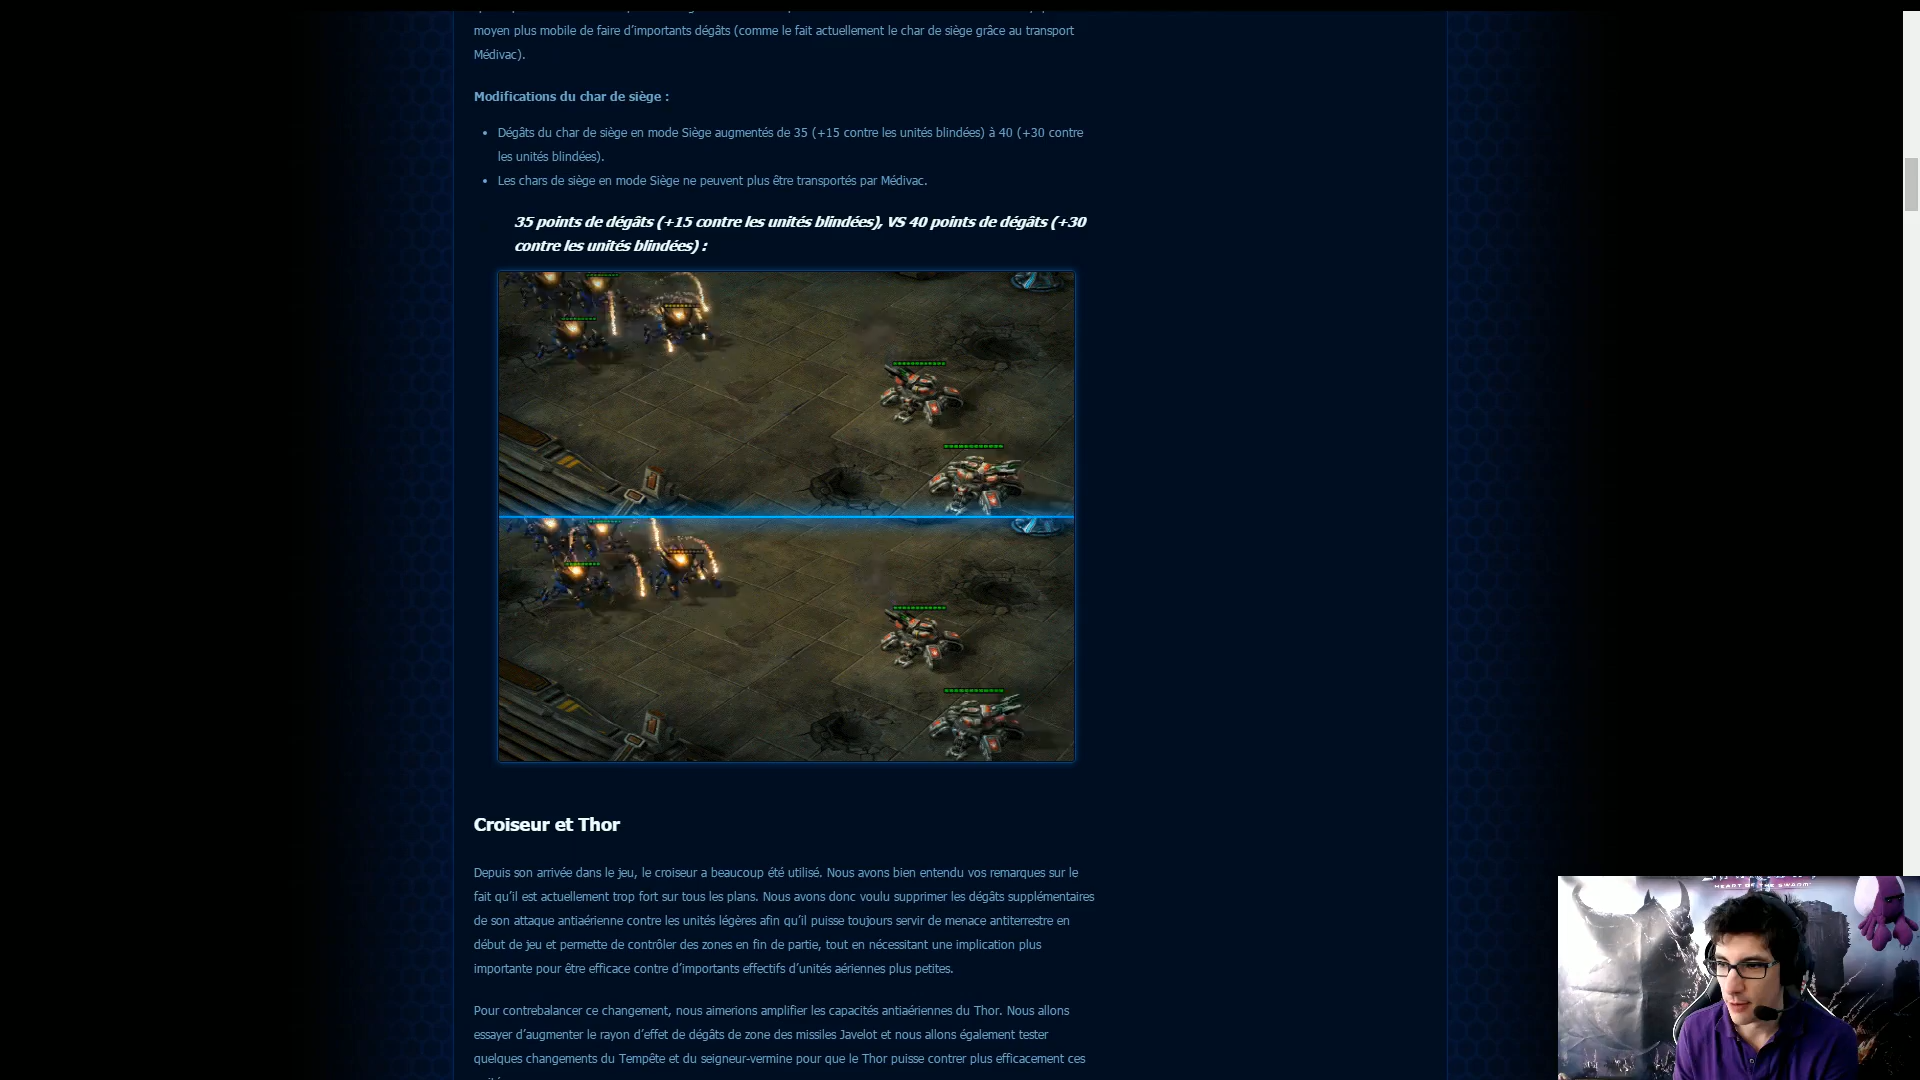 moyen plus mobile de faire d’importants dégâts (comme le fait actuellement le char de siège grâce au transport
Médivac).
Modifications du char de siège :
• Dégâts du char de siège en mode Siège augmentés de 35 (+15 contre les unités blindées) à 40 (+30 contre
les unités blindées).
• Les chars de siège en mode Siège ne peuvent plus être transportés par Médivac.
35 points de dégâts (+15 contre les unités blindées), VS 40 points de dégâts (+30
contre les unités blindées) :
Croiseur et Thor
Depuis son arrivée dans le jeu, le croiseur a beaucoup été utilisé. Nous avons bien entendu vos remarques sur le
fait qu’il est actuellement trop fort sur tous les plans. Nous avons donc voulu supprimer les dégâts supplémentaires
de son attaque antiaérienne contre les unités légères afin qu’il puisse toujours servir de menace antiterrestre en
début de jeu et permette de contrôler des zones en fin de partie, tout en nécessitant une implication plus
importante pour être efficace contre d’importants effectifs d’unités aériennes plus petites.
Pour contrebalancer ce changement, nous aimerions amplifier les capacités antiaériennes du Thor. Nous allons
essayer d’augmenter le rayon d’effet de dégâts de zone des missiles Javelot et nous allons également tester
quelques changements du Tempête et du seigneur-vermine pour que le Thor puisse contrer plus efficacement ces
HEART OF THE SWARM